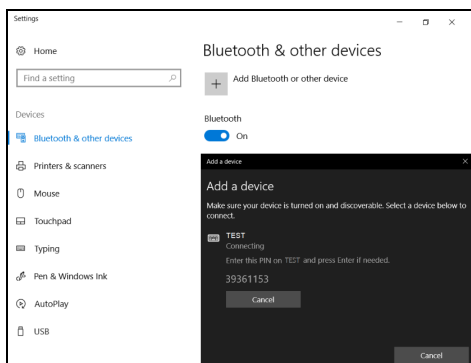 Settings
Home
Find a setting
Devices
Bluetooth & other devices
Printers & scanners
Mouse
Touchpad
Typing
Pen & Windows Ink
AutoPlay
USB
Bluetooth & other devices
Add Bluetooth or other device
Bluetooth
On
Add a device
Add a device
Make sure your device is turned on and discoverable. Select a device below to
connect.
TEST
Connecting
Enter this PIN on TEST and press Enter if needed.
39361153
Cancel
Cancel